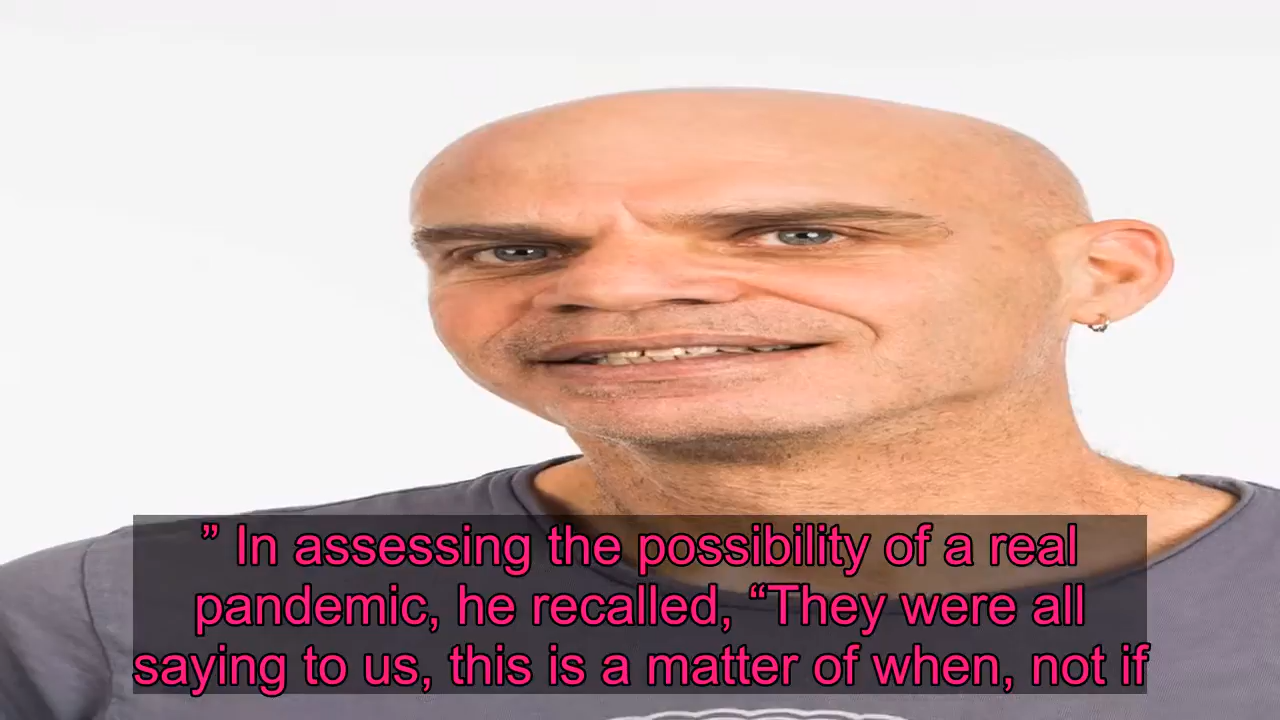 ” In assessing the possibility of a real
pandemic, he recalled, “They were all
saying to us, this is a matter of when, not if